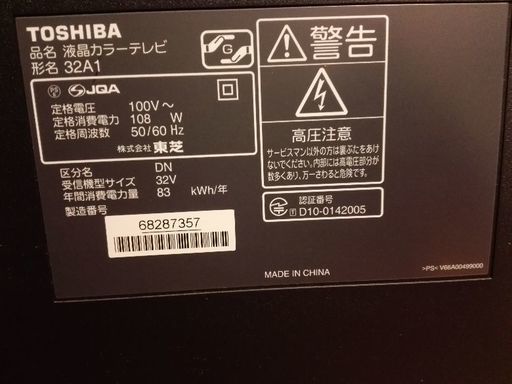 TOSHIBA
品名 液晶カラーテレビ
形名 32A1
G
JQA
定格電圧 100V～
定格消費電力 108 W
定格周波数 50/60 Hz
株式会社 東芝
区分名 DN
受信機型サイズ 32V
年間消費電力量 83 kWh/年
製造番号
68287357
警告
高圧注意
サービスマン以外の方は裏ぶたをあけ
ないでください。内部には高電圧部分が
数多くあり、万一さわると危険です。
認証番号
T D10-0142005
MADE IN CHINA
>PS< V66A00499000